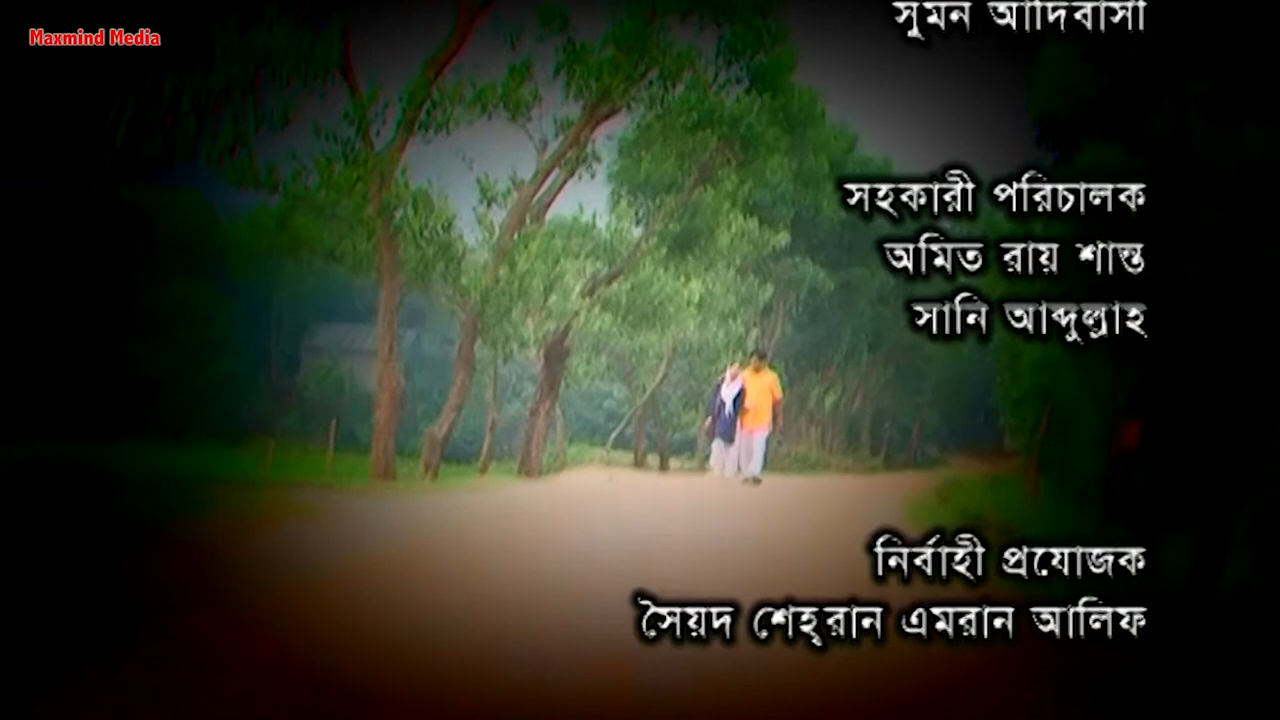 Maxmind Media
সুমন আদিবাসী
সহকারী পরিচালক
অমিত রায় শান্ত
সানি আব্দুল্লাহ
নির্বাহী প্রযোজক
সৈয়দ শেহ্‌রান এমরান আলিফ